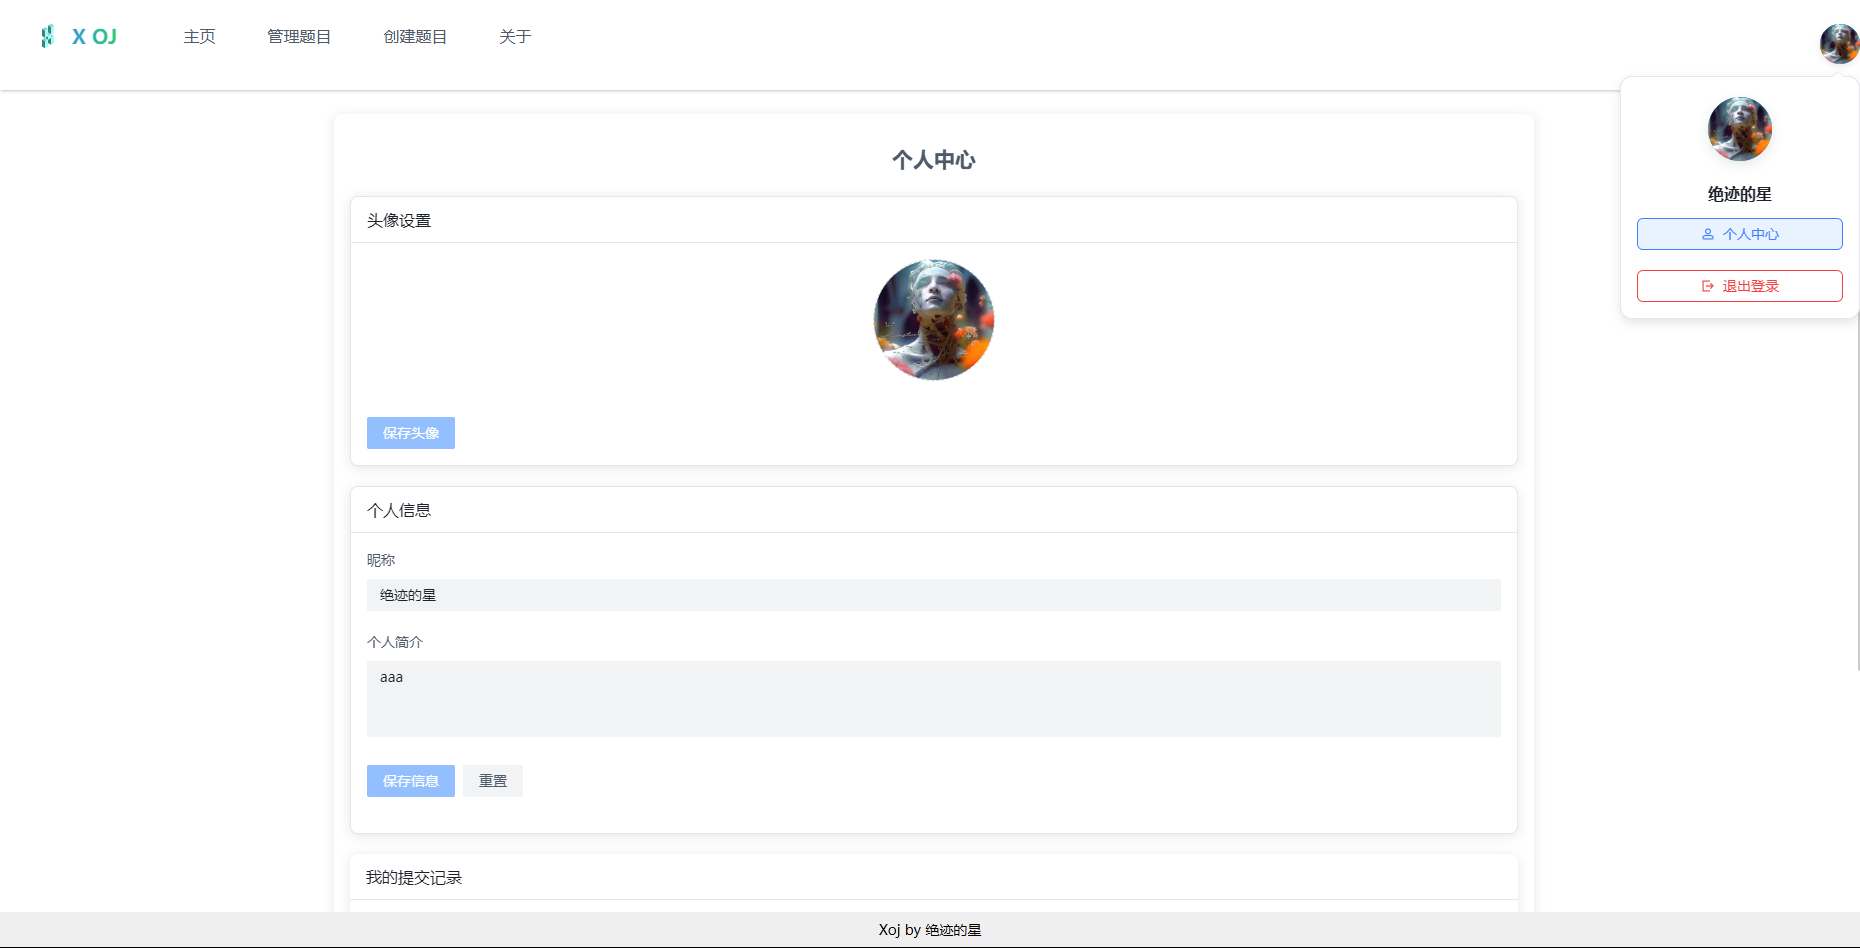 X OJ
主页
管理题目
创建题目
关于
绝迹的星
个人中心
退出登录
个人中心
头像设置
保存头像
个人信息
昵称
绝迹的星
个人简介
aaa
保存信息
重置
我的提交记录
Xoj by 绝迹的星